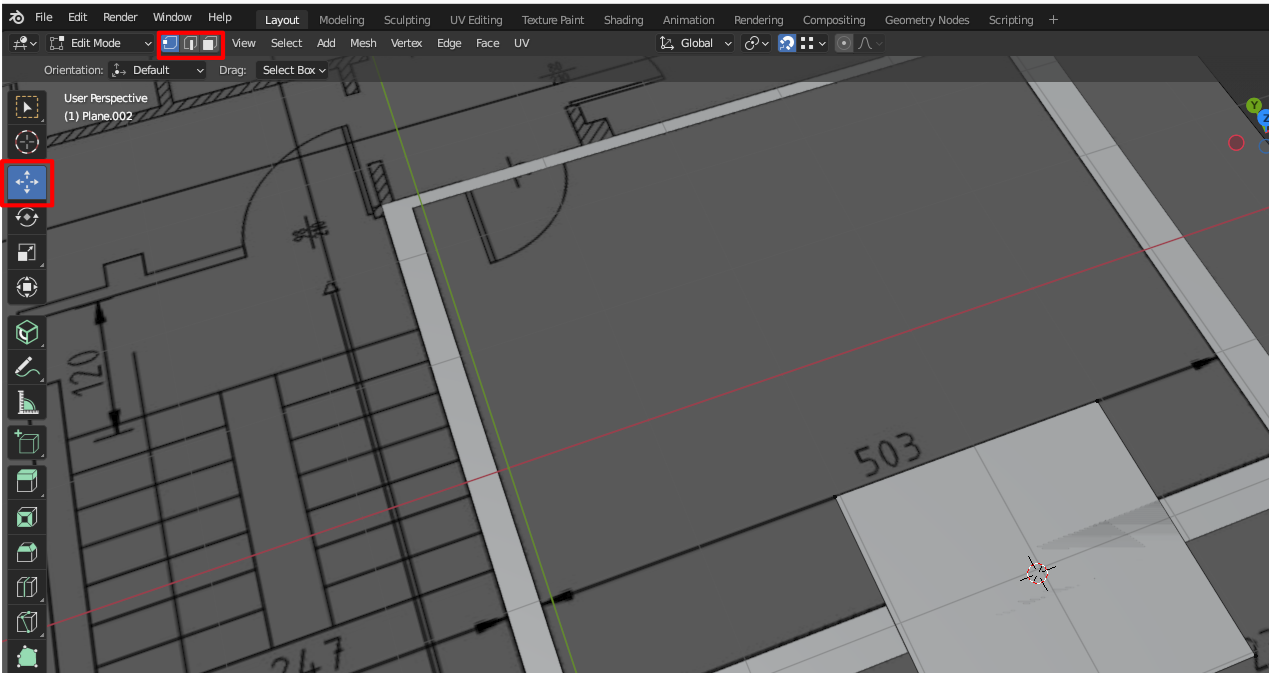 File Edit Render Window Help Layout Modeling Sculpting UV Editing Texture Paint Shading Animation Rendering Compositing Geometry Nodes Scripting +
Edit Mode View Select Add Mesh Vertex Edge Face UV Global
Orientation: Default Drag: Select Box
User Perspective
(1) Plane.002
Y
Z
120
503
247